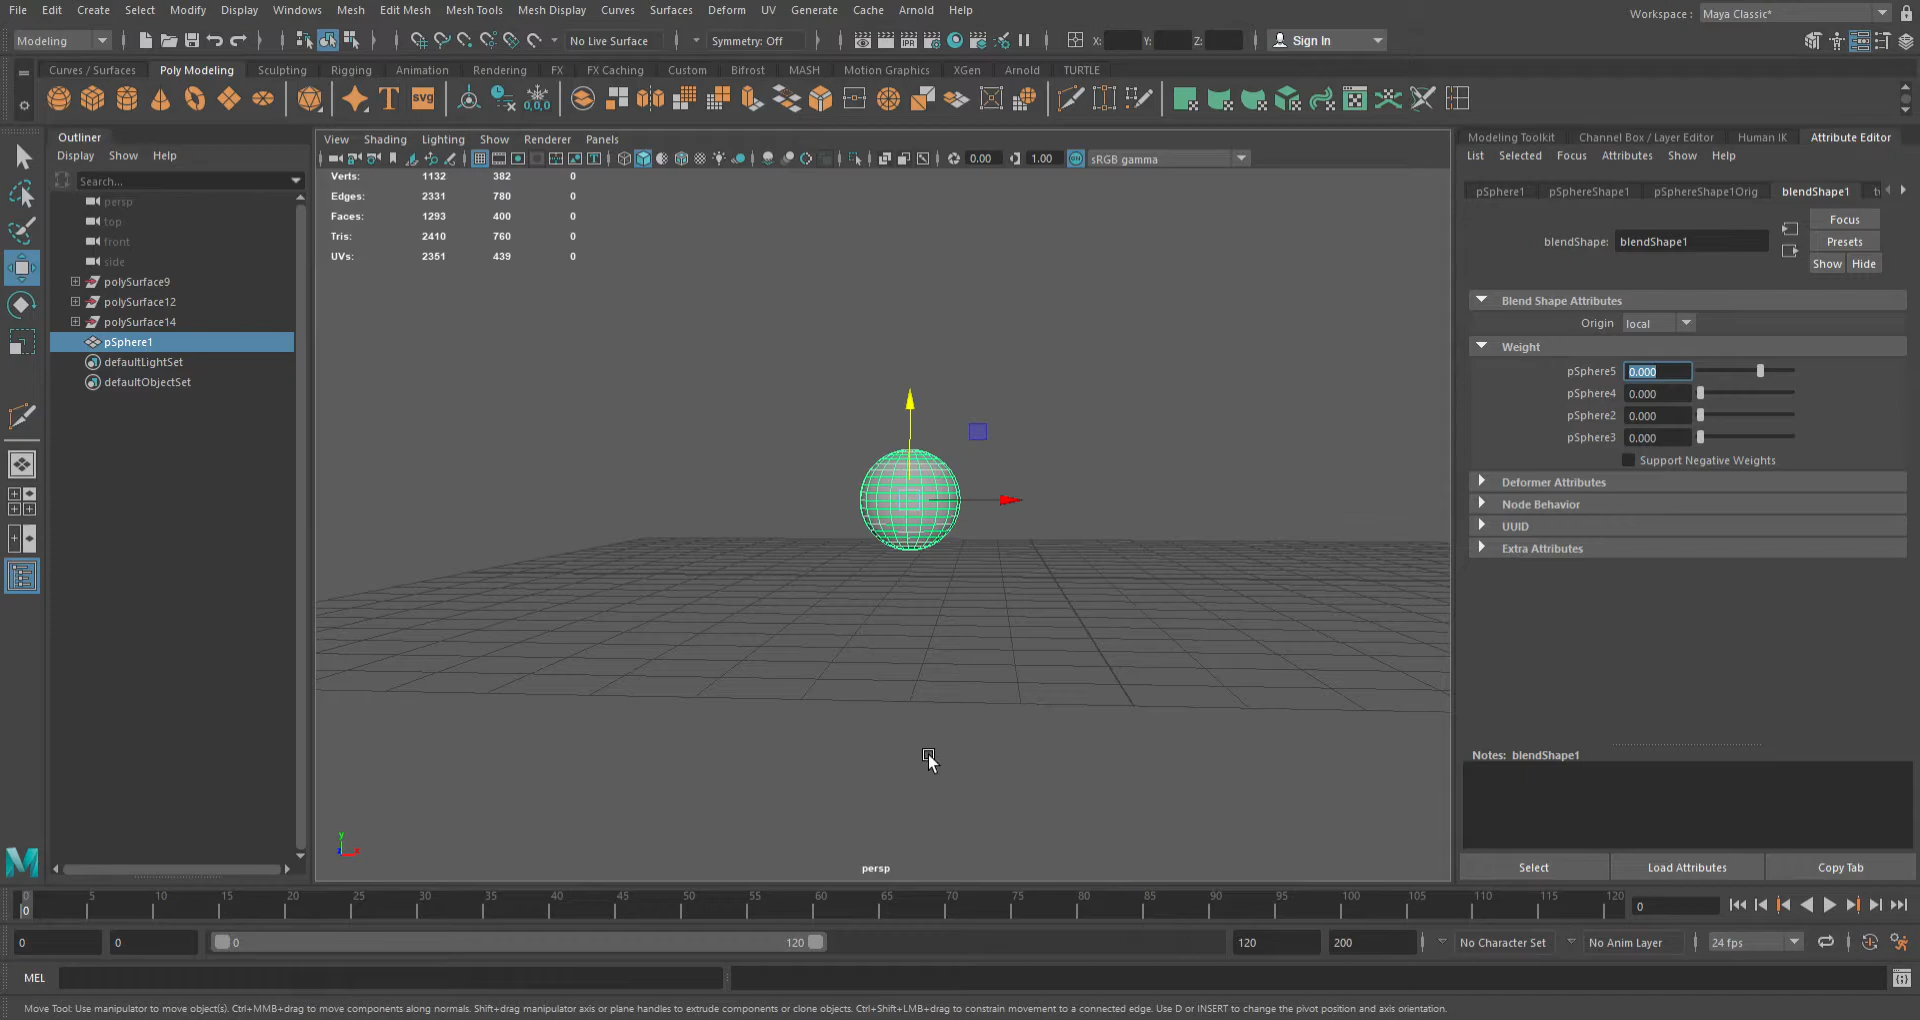 File Edit Create Select Modify Display Windows Mesh Edit Mesh Mesh Tools Mesh Display Curves Surfaces Deform UV Generate Cache Arnold Help
Workspace : Maya Classic*
Modeling No Live Surface Symmetry: Off X: Y: Z: Sign In
Curves / Surfaces Poly Modeling Sculpting Rigging Animation Rendering FX FX Caching Custom Bifrost MASH Motion Graphics XGen Arnold TURTLE
T svg 0,0,0
Outliner
Display Show Help
Search...
persp
top
front
side
polySurface9
polySurface12
polySurface14
pSphere1
defaultLightSet
defaultObjectSet
View Shading Lighting Show Renderer Panels
0.00 1.00 sRGB gamma
Verts: 1132 382 0
Edges: 2331 780 0
Faces: 1293 400 0
Tris: 2410 760 0
UVs: 2351 439 0
y
persp
Modeling Toolkit Channel Box / Layer Editor Human IK Attribute Editor
List Selected Focus Attributes Show Help
pSphere1 pSphereShape1 pSphereShape1Orig blendShape1
Focus
blendShape: blendShape1 Presets
Show Hide
Blend Shape Attributes
Origin local
Weight
pSphere5 0.000
pSphere4 0.000
pSphere2 0.000
pSphere3 0.000
Support Negative Weights
Deformer Attributes
Node Behavior
UUID
Extra Attributes
Notes: blendShape1
Select Load Attributes Copy Tab
0 5 10 15 20 25 30 35 40 45 50 55 60 65 70 75 80 85 90 95 100 105 110 115 120
0 0
0 0 0 120 120 200 No Character Set No Anim Layer 24 fps
MEL
Move Tool: Use manipulator to move object(s). Ctrl+MMB+drag to move components along normals. Shift+drag manipulator axis or plane handles to extrude components or clone objects. Ctrl+Shift+LMB+drag to constrain movement to a connected edge. Use D or INSERT to change the pivot position and axis orientation.